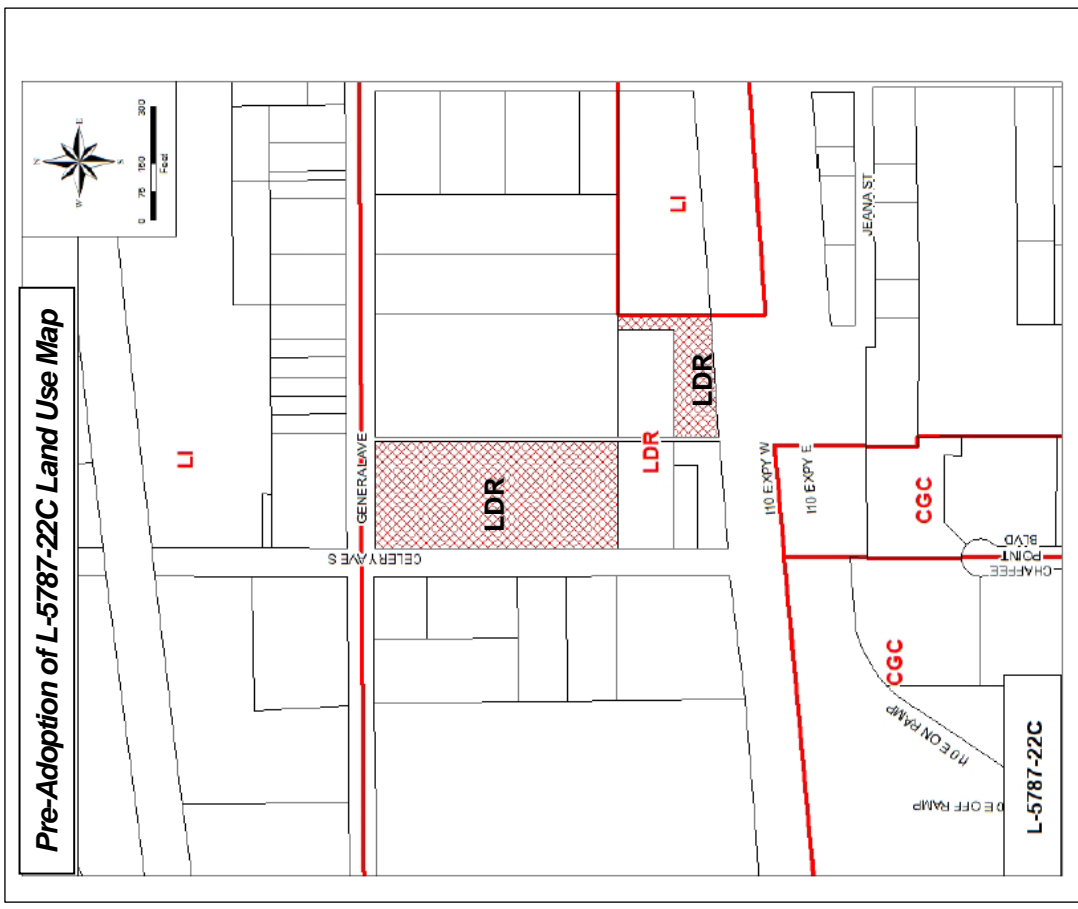 Pre-Adoption of L-5787-22C Land Use Map
N
W
E
S
0 75 150 300
Feet
LI
GENERAL AVE
CELERY AVE S
LDR
LDR
LDR
LI
I10 EXPY W
I10 EXPY E
JEANA ST
CGC
CHAFFEE
POINT
BLVD
CGC
I10 E ON RAMP
0 E OFF RAMP
L-5787-22C